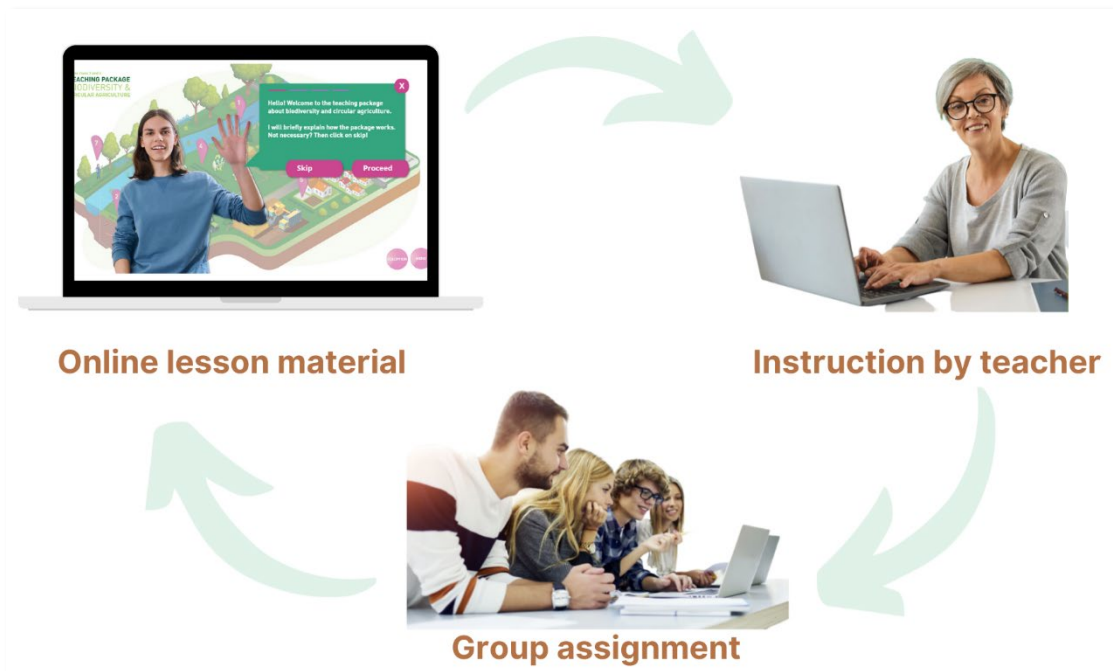 TEACHING PACKAGE
BIODIVERSITY &
CIRCULAR AGRICULTURE
X
Hello! Welcome to the teaching package
about biodiversity and circular agriculture.
I will briefly explain how the package works.
Not necessary? Then click on skip!
Skip
Proceed
Online lesson material
Instruction by teacher
Group assignment